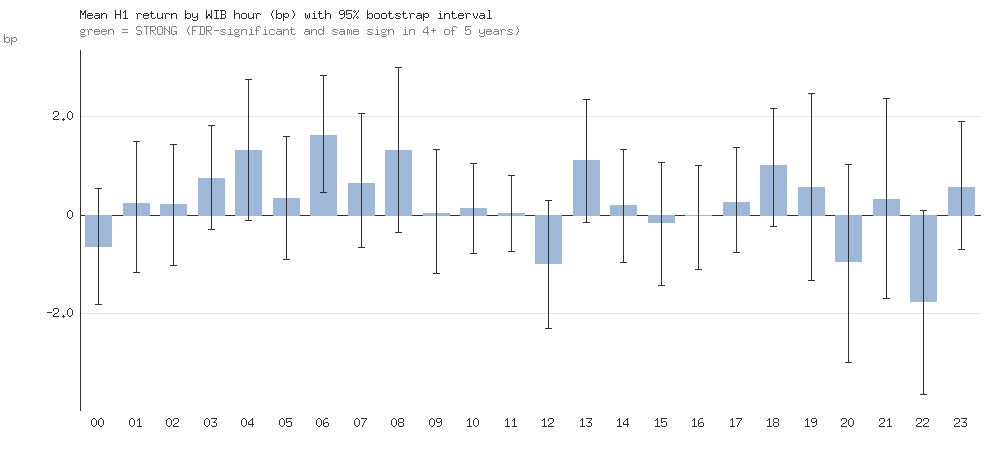 Mean H1 return by WIB hour (bp) with 95% bootstrap interval
green = STRONG (FDR-significant and same sign in 4+ of 5 years)
bp
2.0
0
-2.0
00 01 02 03 04 05 06 07 08 09 10 11 12 13 14 15 16 17 18 19 20 21 22 23